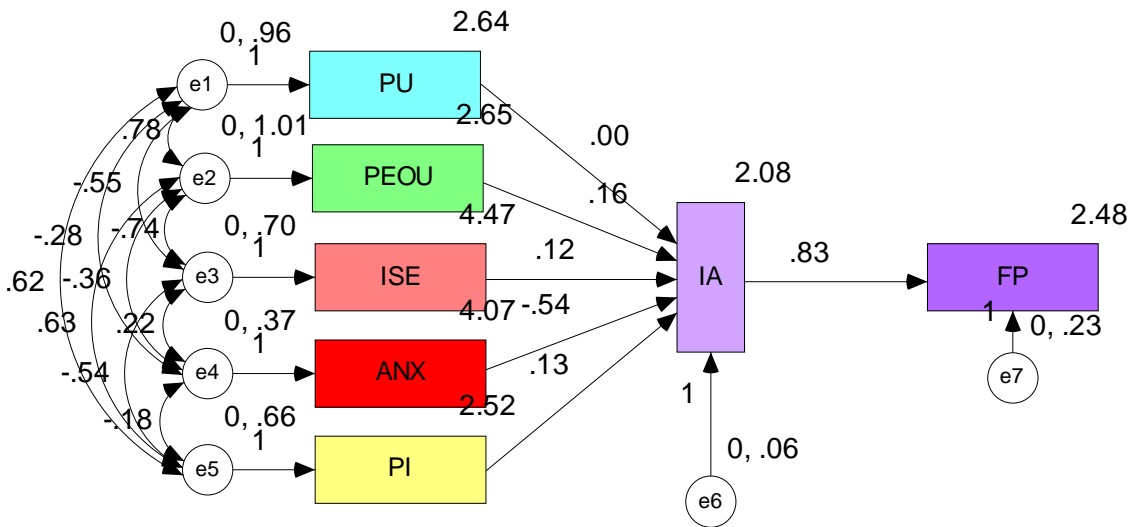 2.64
0, .96
1
e1
PU
2.65
.78
0, 1.01
1
.00
e2
PEOU
.16
2.08
-.55
4.47
-.28
-.74
0, .70
1
2.48
.62
-.36
e3
ISE
.12
IA
.83
FP
-.54
4.07
.63
.22
0, .37
1
1
0, .23
e4
ANX
.13
e7
-.54
2.52
1
-.18
0, .66
1
e5
PI
0, .06
e6